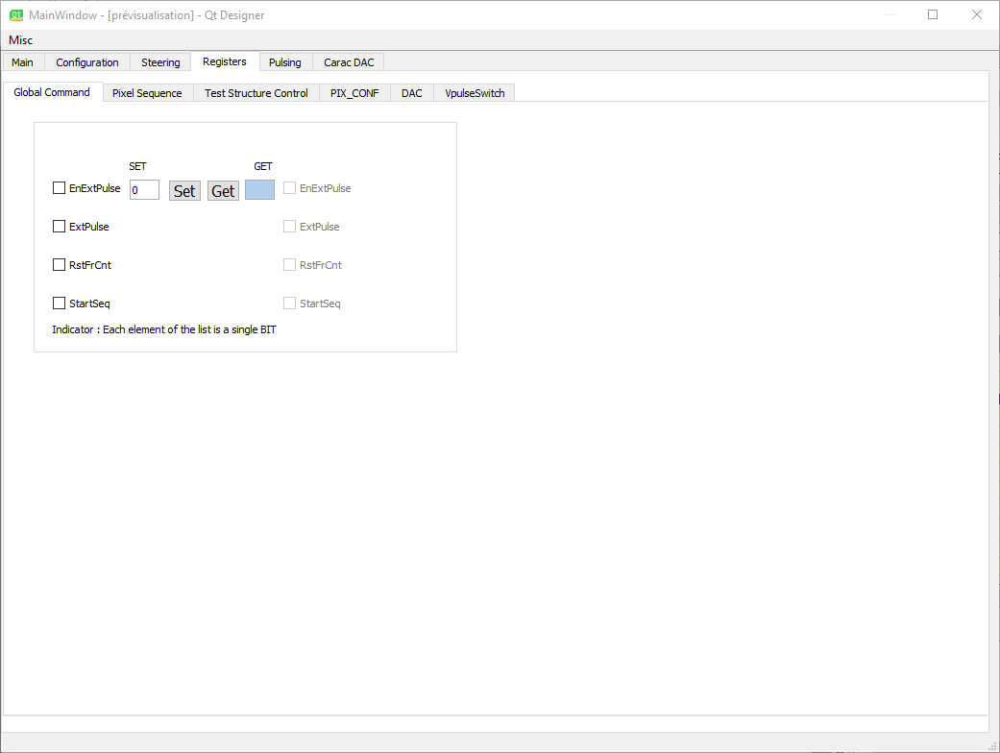 MainWindow - [prévisualisation] - Qt Designer
Misc
Main Configuration Steering Registers Pulsing Carac DAC
Global Command Pixel Sequence Test Structure Control PIX_CONF DAC VpulseSwitch
SET GET
EnExtPulse 0 Set Get EnExtPulse
ExtPulse ExtPulse
RstFrCnt RstFrCnt
StartSeq StartSeq
Indicator : Each element of the list is a single BIT